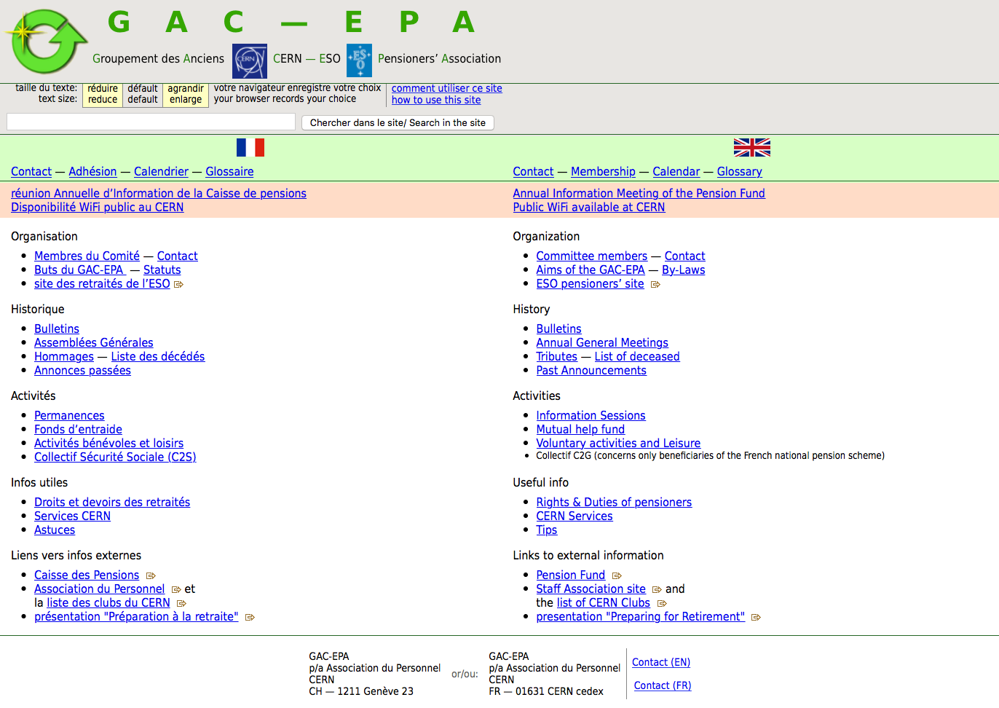 G A C — E P A
Groupement des Anciens CERN CERN — ESO ESO Pensioners’ Association
taille du texte: réduire défault agrandir votre navigateur enregistre votre choix comment utiliser ce site
text size: reduce default enlarge your browser records your choice how to use this site
Chercher dans le site/ Search in the site
Contact — Adhésion — Calendrier — Glossaire
réunion Annuelle d’Information de la Caisse de pensions
Disponibilité WiFi public au CERN
Organisation
Membres du Comité — Contact
Buts du GAC-EPA — Statuts
site des retraités de l’ESO
Historique
Bulletins
Assemblées Générales
Hommages — Liste des décédés
Annonces passées
Activités
Permanences
Fonds d’entraide
Activités bénévoles et loisirs
Collectif Sécurité Sociale (C2S)
Infos utiles
Droits et devoirs des retraités
Services CERN
Astuces
Liens vers infos externes
Caisse des Pensions
Association du Personnel et
la liste des clubs du CERN
présentation "Préparation à la retraite"
Contact — Membership — Calendar — Glossary
Annual Information Meeting of the Pension Fund
Public WiFi available at CERN
Organization
Committee members — Contact
Aims of the GAC-EPA — By-Laws
ESO pensioners’ site
History
Bulletins
Annual General Meetings
Tributes — List of deceased
Past Announcements
Activities
Information Sessions
Mutual help fund
Voluntary activities and Leisure
Collectif C2G (concerns only beneficiaries of the French national pension scheme)
Useful info
Rights & Duties of pensioners
CERN Services
Tips
Links to external information
Pension Fund
Staff Association site and
the list of CERN Clubs
presentation "Preparing for Retirement"
GAC-EPA
p/a Association du Personnel
CERN
CH — 1211 Genève 23
or/ou:
GAC-EPA
p/a Association du Personnel
CERN
FR — 01631 CERN cedex
Contact (EN)
Contact (FR)